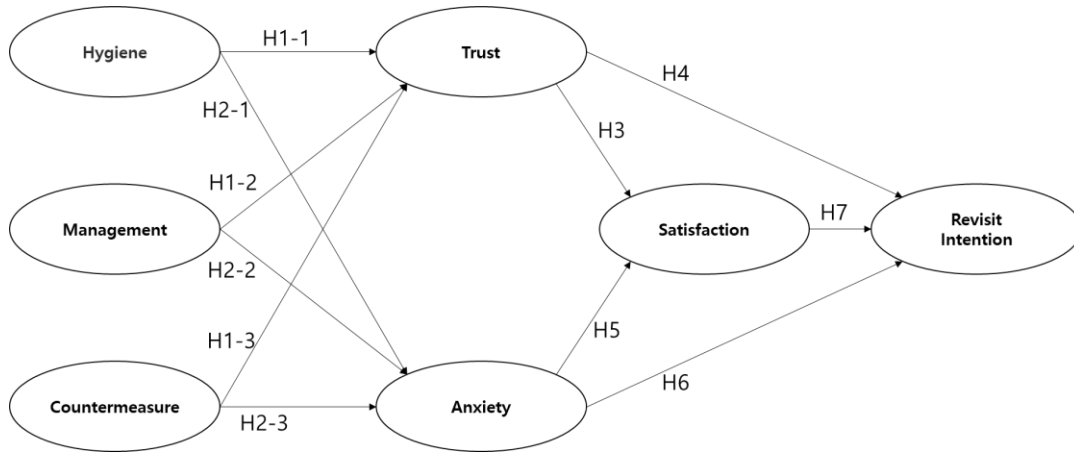 Hygiene
H1-1
Trust
H4
H2-1
H3
H1-2
Management
Satisfaction
H7
Revisit
Intention
H2-2
H1-3
H5
H6
Countermeasure
H2-3
Anxiety